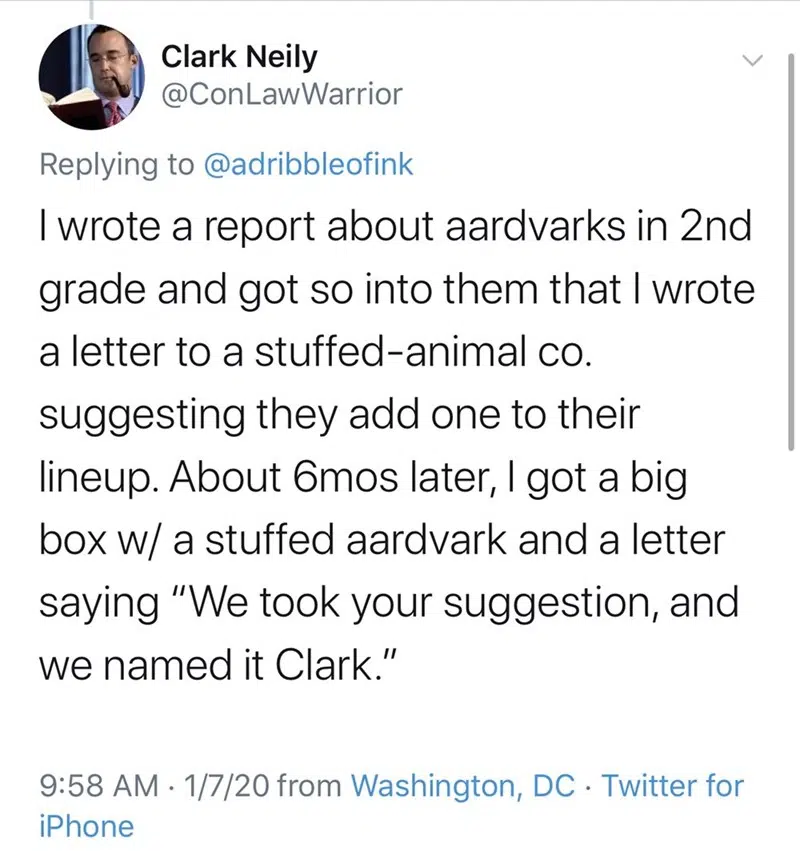 Clark Neily
@ConLawWarrior
Replying to @adribbleofink
I wrote a report about aardvarks in 2nd
grade and got so into them that I wrote
a letter to a stuffed-animal co.
suggesting they add one to their
lineup. About 6mos later, I got a big
box w/ a stuffed aardvark and a letter
saying "We took your suggestion, and
we named it Clark."
9:58 AM · 1/7/20 from Washington, DC · Twitter for
iPhone